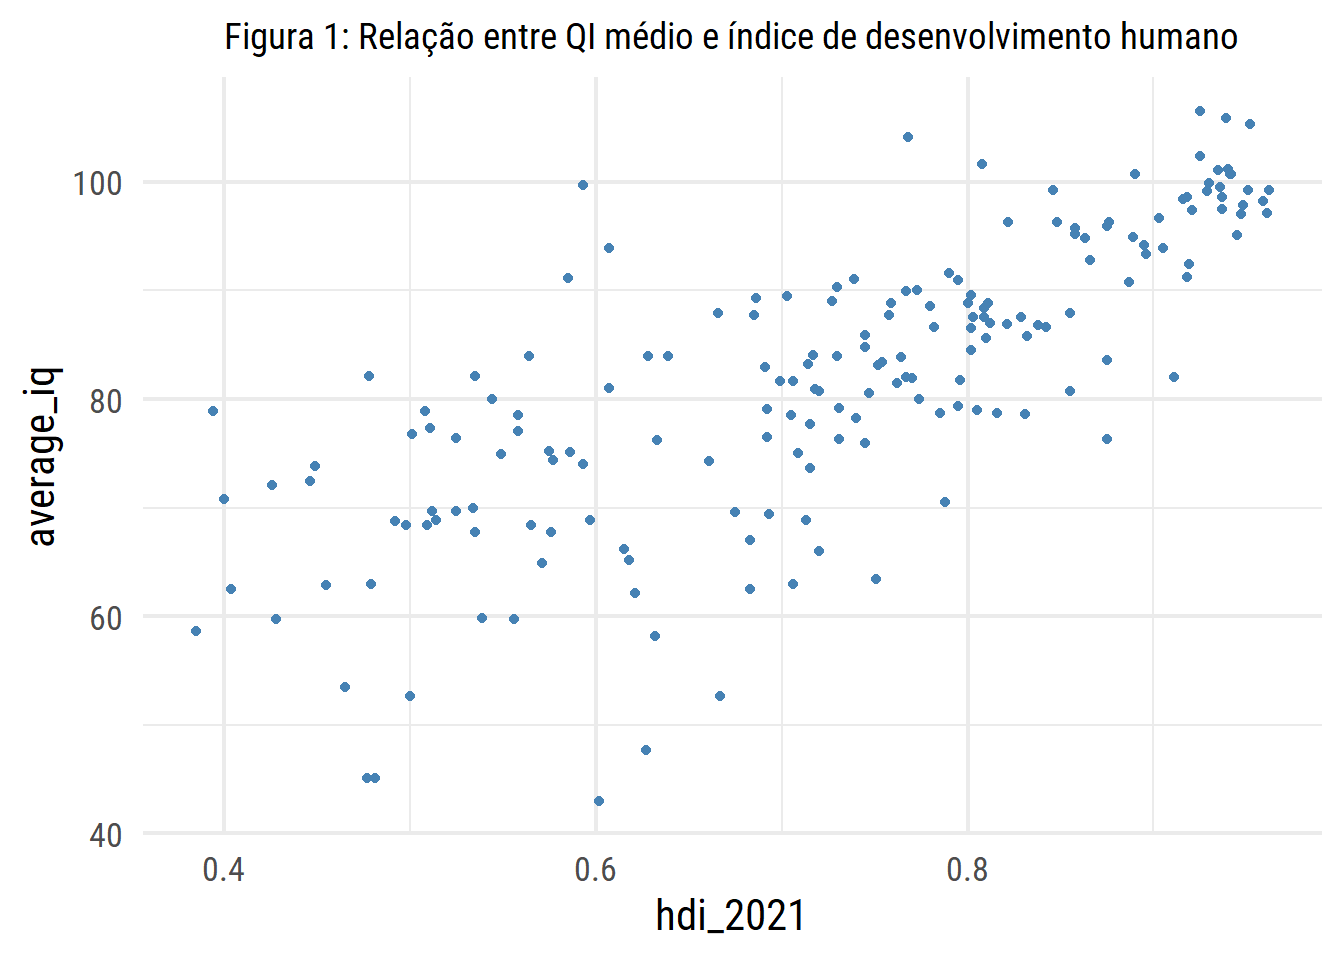 Figura 1: Relação entre QI médio e índice de desenvolvimento humano
100
80
60
40
average_iq
0.4
0.6
0.8
hdi_2021